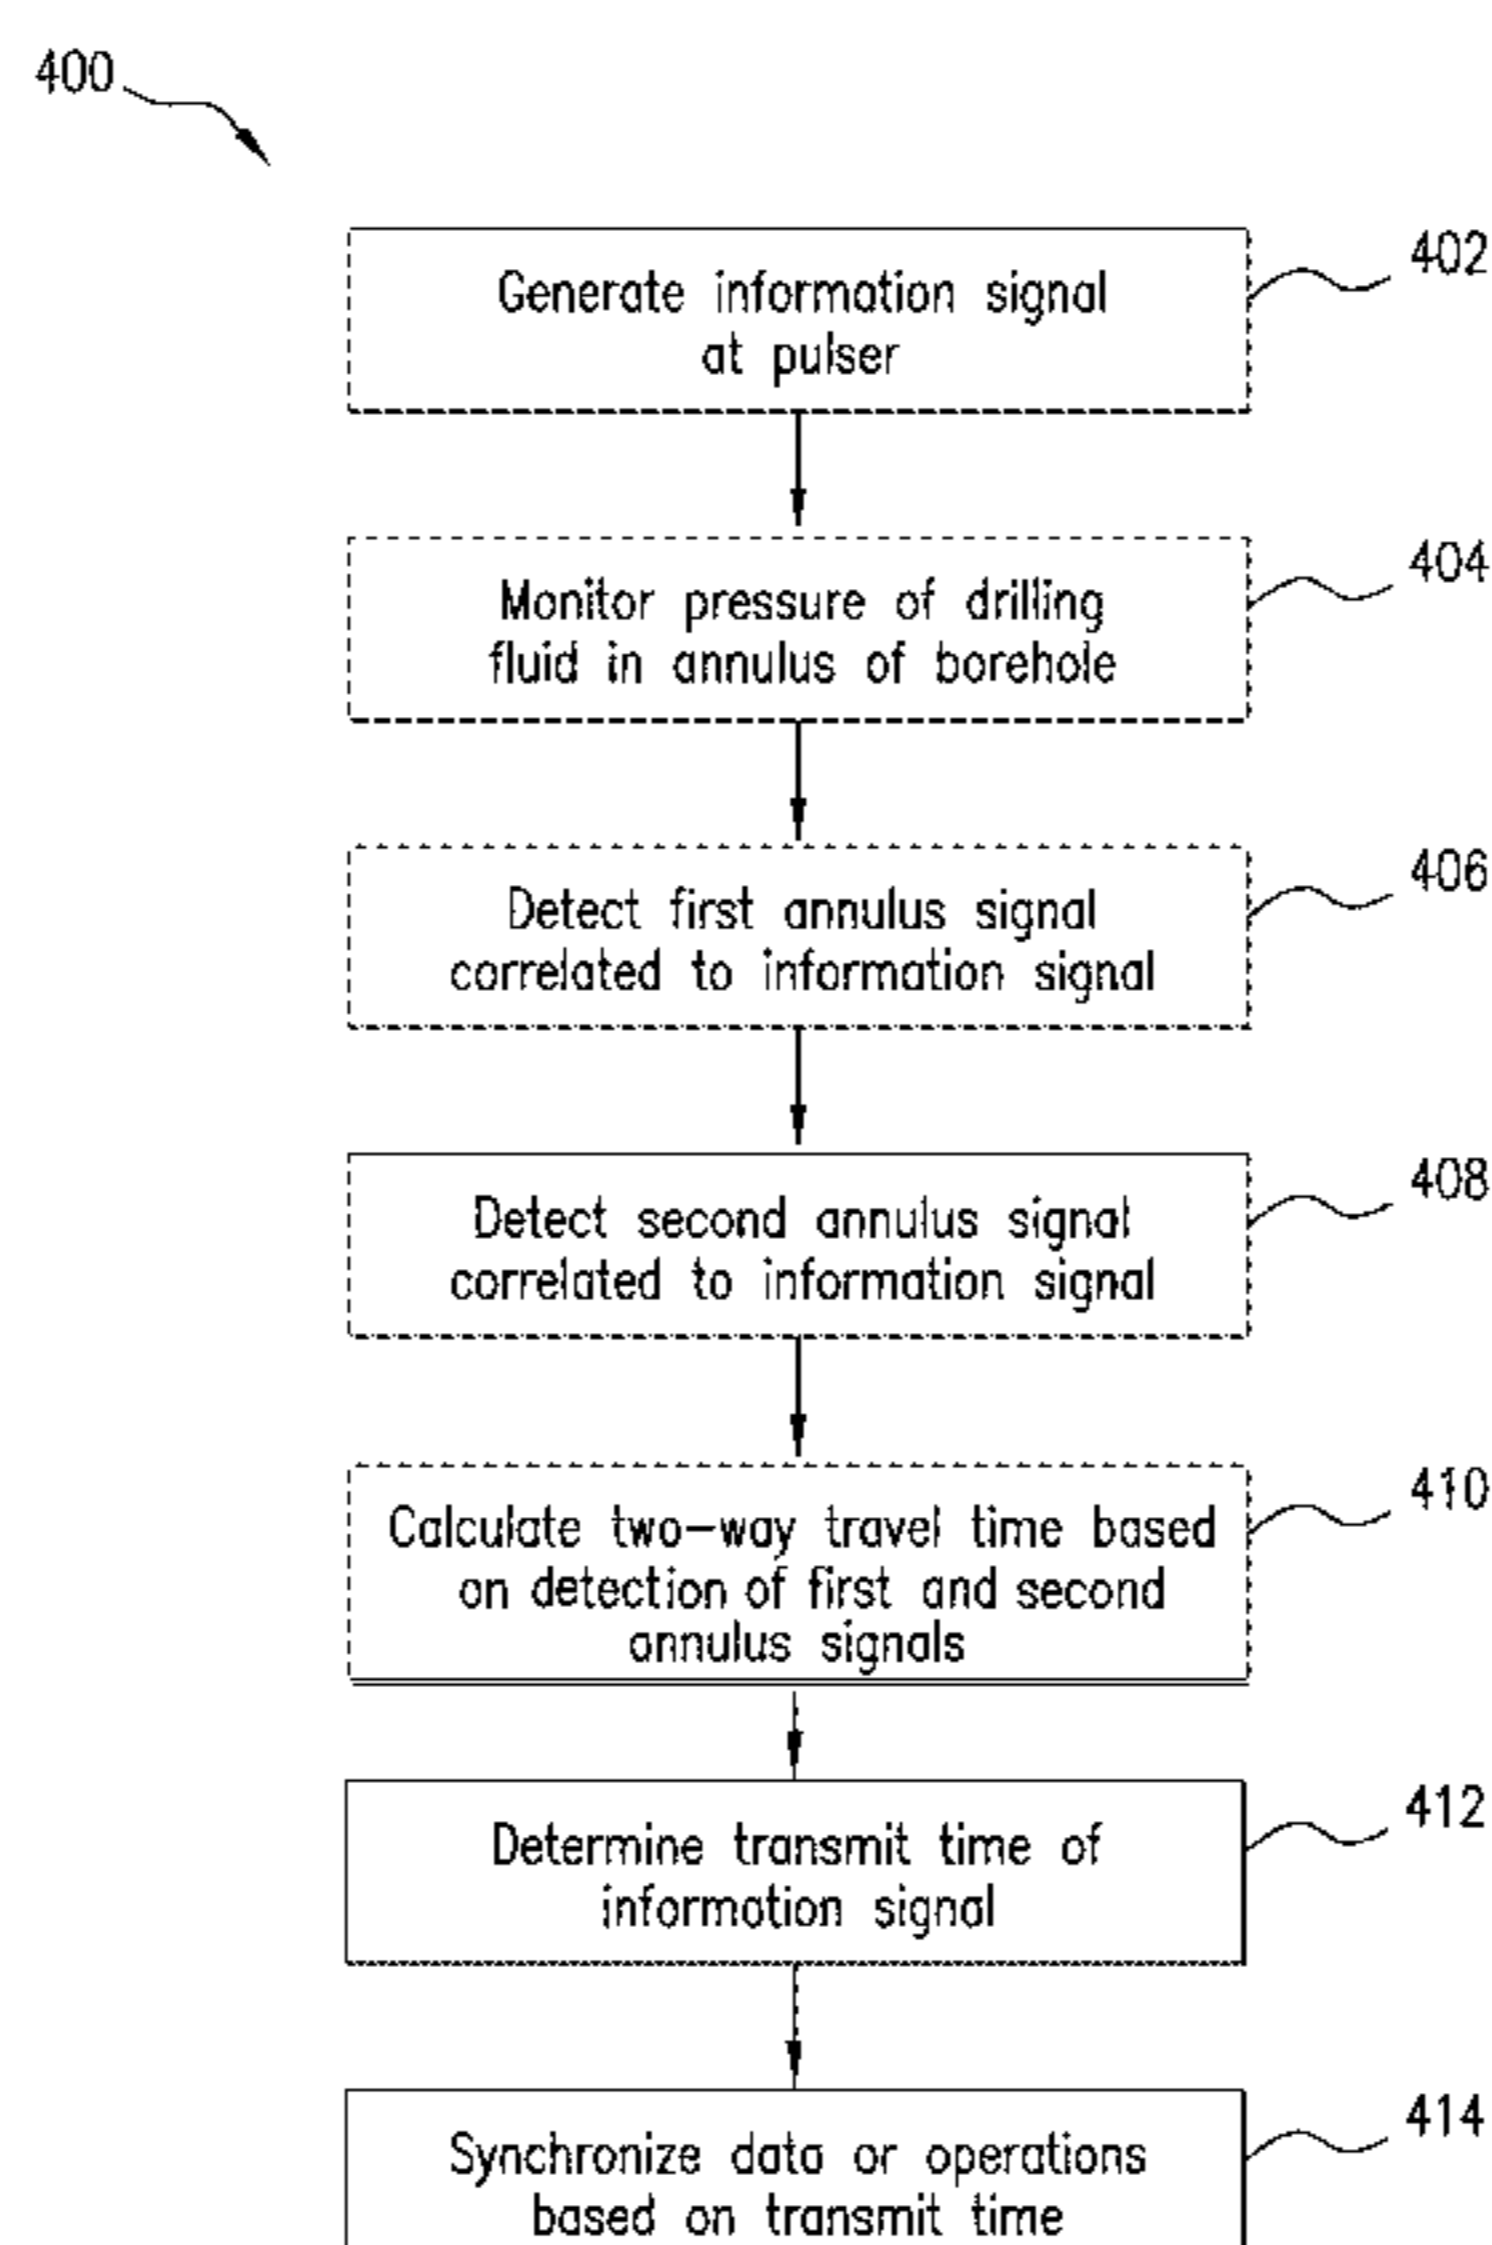 400
402
Generate information signal
at pulser
404
Monitor pressure of drilling
fluid in annulus of borehole
406
Detect first annulus signal
correlated to information signal
408
Detect second annulus signal
correlated to information signal
410
Calculate two-way travel time based
on detection of first and second
annulus signals
412
Determine transmit time of
information signal
414
Synchronize data or operations
based on transmit time